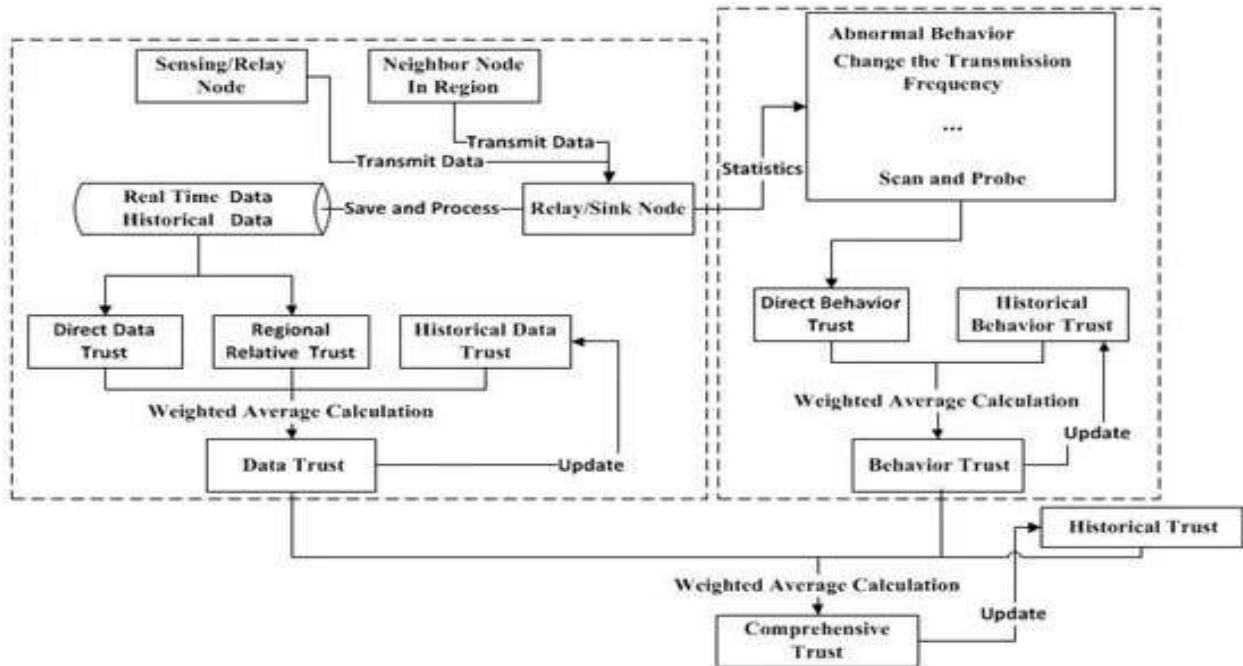 Sensing/Relay
Node
Neighbor Node
In Region
Transmit Data
Transmit Data
Real Time Data
Historical Data
Save and Process
Relay/Sink Node
Statistics
Abnormal Behavior
Change the Transmission
Frequency
...
Scan and Probe
Direct Data
Trust
Regional
Relative Trust
Historical Data
Trust
Weighted Average Calculation
Data Trust
Update
Direct Behavior
Trust
Historical
Behavior Trust
Weighted Average Calculation
Update
Behavior Trust
Historical Trust
Weighted Average Calculation
Update
Comprehensive
Trust